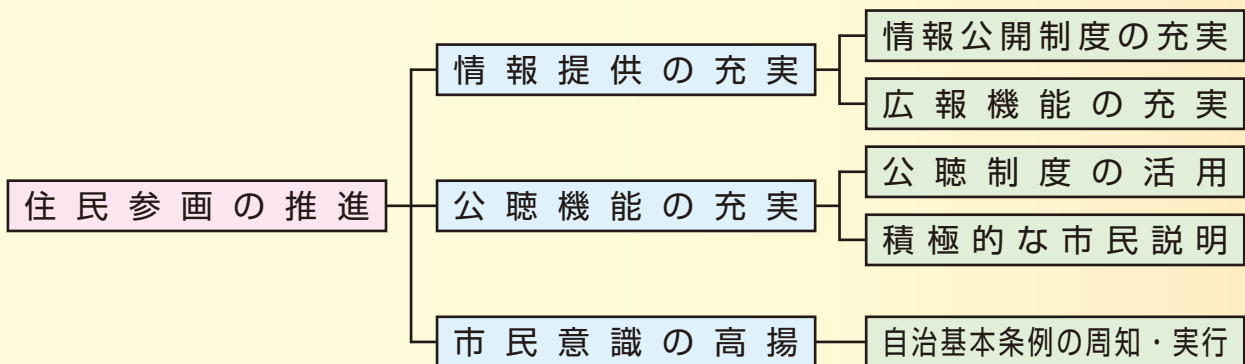 住民参画の推進
情報提供の充実
情報公開制度の充実
広報機能の充実
公聴機能の充実
公聴制度の活用
積極的な市民説明
市民意識の高揚
自治基本条例の周知・実行